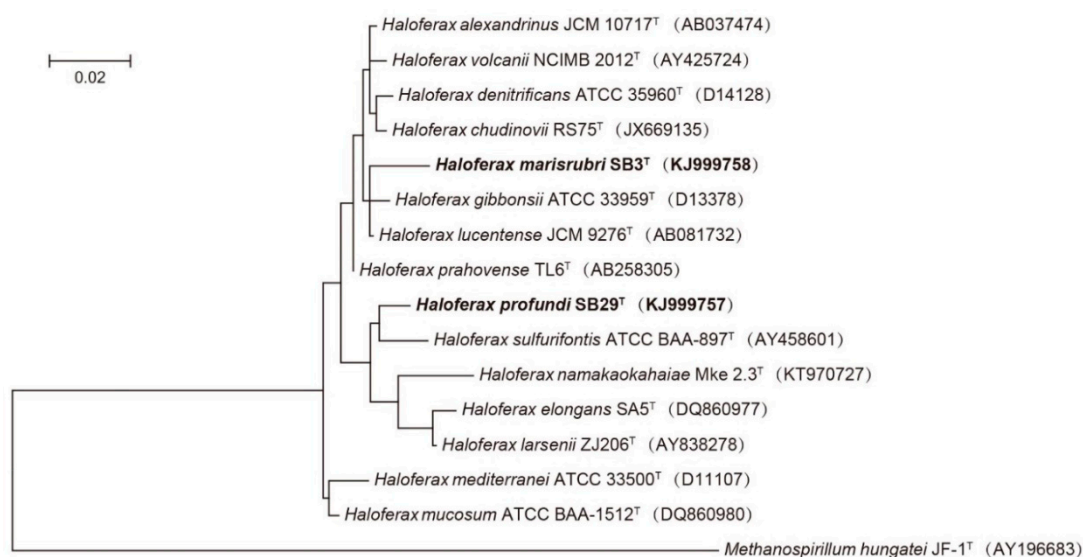 Haloferax alexandrinus JCM 10717ᵀ (AB037474)
0.02
Haloferax volcanii NCIMB 2012ᵀ (AY425724)
Haloferax denitrificans ATCC 35960ᵀ (D14128)
Haloferax chudinovii RS75ᵀ (JX669135)
Haloferax marisrubri SB3ᵀ (KJ999758)
Haloferax gibbonsii ATCC 33959ᵀ (D13378)
Haloferax lucentense JCM 9276ᵀ (AB081732)
Haloferax prahovense TL6ᵀ (AB258305)
Haloferax profundi SB29ᵀ (KJ999757)
Haloferax sulfurifontis ATCC BAA-897ᵀ (AY458601)
Haloferax namakaokahaiae Mke 2.3ᵀ (KT970727)
Haloferax elongans SA5ᵀ (DQ860977)
Haloferax larsenii ZJ206ᵀ (AY838278)
Haloferax mediterranei ATCC 33500ᵀ (D11107)
Haloferax mucosum ATCC BAA-1512ᵀ (DQ860980)
Methanospirillum hungatei JF-1ᵀ (AY196683)